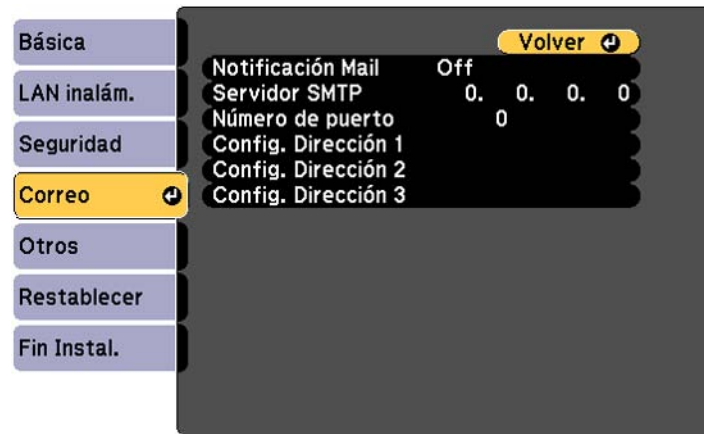 Básica
LAN inalám.
Seguridad
Correo
Otros
Restablecer
Fin Instal.
Volver
Notificación Mail Off
Servidor SMTP 0. 0. 0. 0
Número de puerto 0
Config. Dirección 1
Config. Dirección 2
Config. Dirección 3